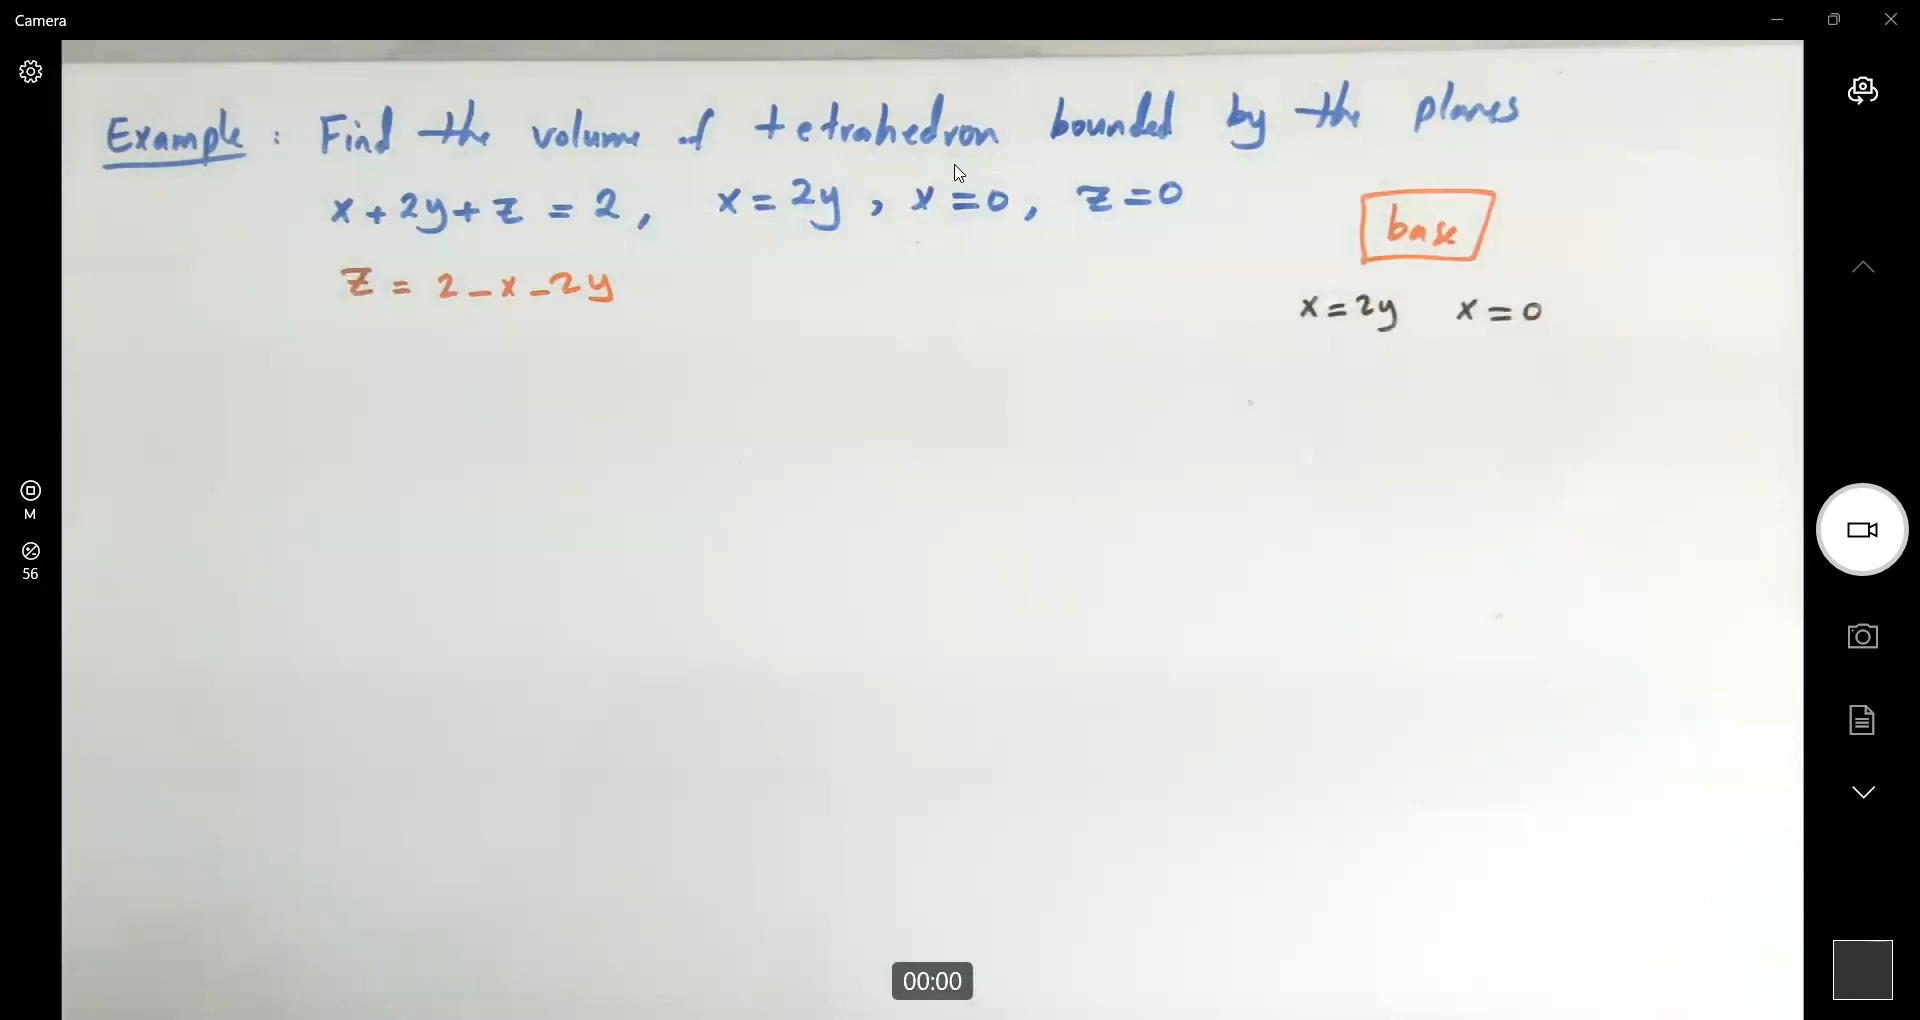 Camera
Example : Find the volume of tetrahedron bounded by the planes
x + 2y + z = 2, x = 2y, x = 0, z = 0
base
z = 2 - x - 2y
x = 2y x = 0
M
56
00:00